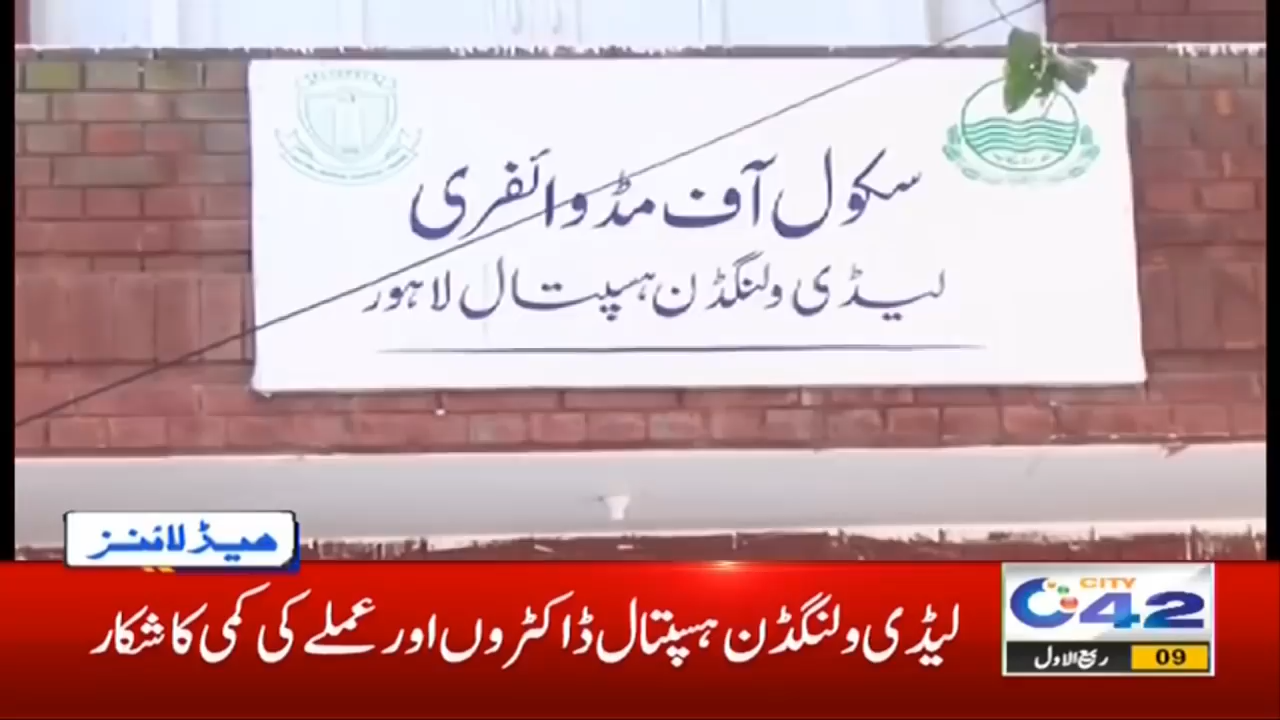 سکول آف مڈوائفری
لیڈی ولنگڈن ہسپتال لاہور
ہیڈلائنز
لیڈی ولنگڈن ہسپتال ڈاکٹروں اور عملے کی کمی کا شکار
CITY
42
09 ربیع الاول